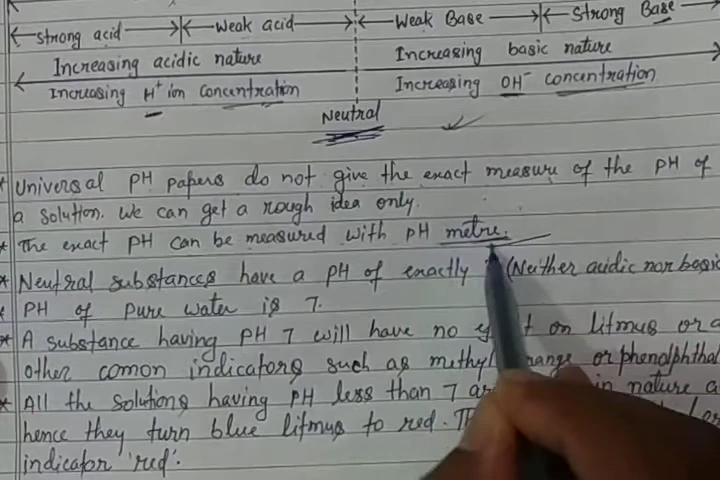 Strong acid Weak acid Weak Base Strong Base
Increasing acidic nature Increasing basic nature
Increasing H+ ion concentration Increasing OH- concentration
Neutral
* Universal PH papers do not give the exact measure of the PH of
a solution. We can get a rough idea only.
* The exact PH can be measured with PH metre.
* Neutral substances have a PH of exactly (Neither acidic nor basic
* PH of pure water is 7.
* A substance having PH 7 will have no on litmus or
other common indicators such as methyl or
* All the solutions having PH less than 7 in nature
hence they turn blue litmus to red.
indicator 'red'.